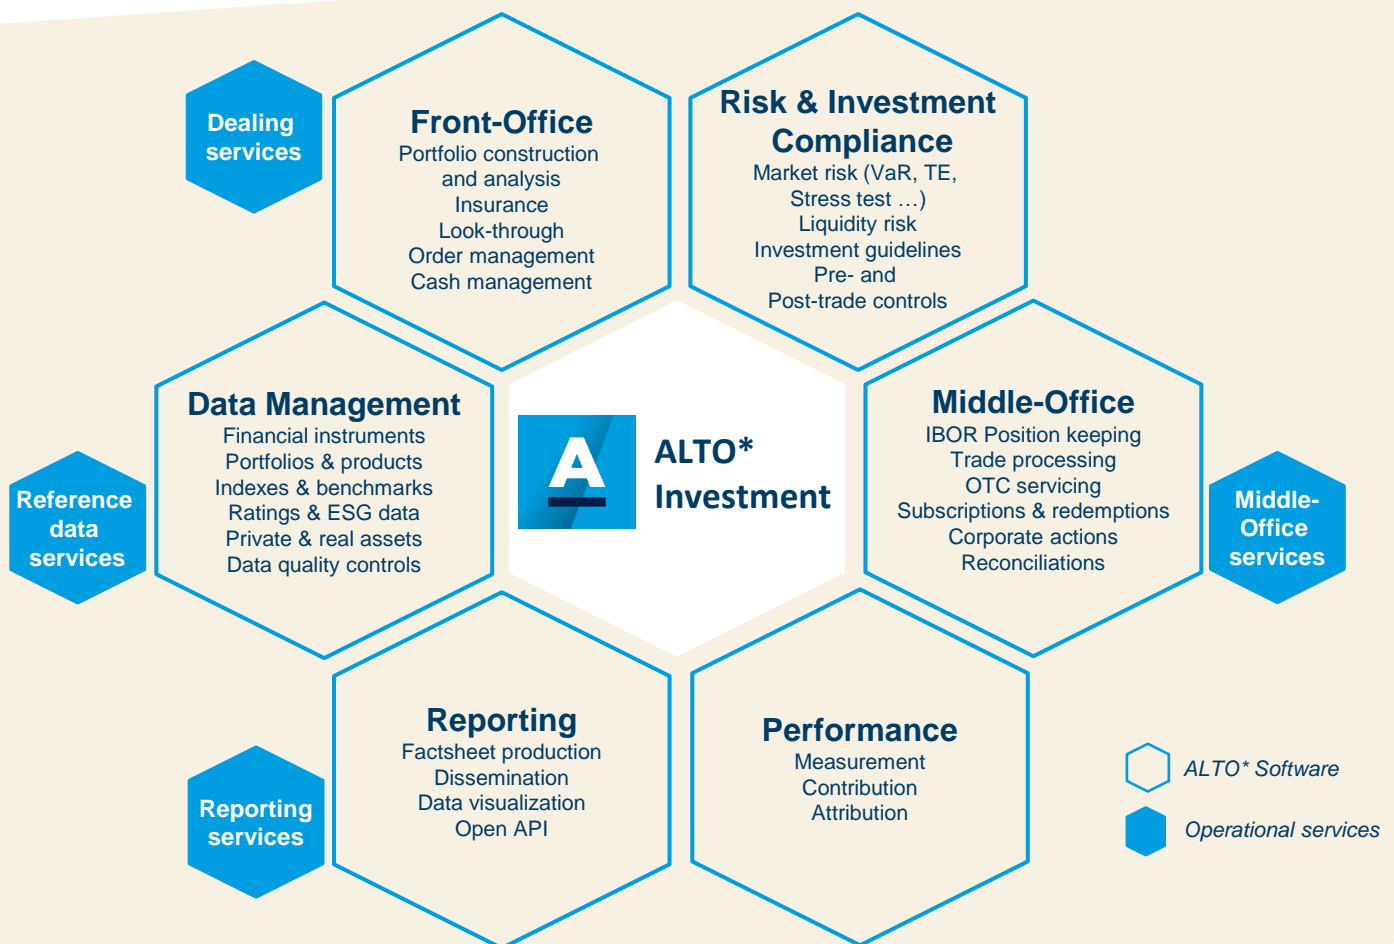 Dealing
services
Front-Office
Portfolio construction
and analysis
Insurance
Look-through
Order management
Cash management
Risk & Investment
Compliance
Market risk (VaR, TE,
Stress test …)
Liquidity risk
Investment guidelines
Pre- and
Post-trade controls
Reference
data
services
Data Management
Financial instruments
Portfolios & products
Indexes & benchmarks
Ratings & ESG data
Private & real assets
Data quality controls
A
ALTO*
Investment
Middle-Office
IBOR Position keeping
Trade processing
OTC servicing
Subscriptions & redemptions
Corporate actions
Reconciliations
Middle-
Office
services
Reporting
services
Reporting
Factsheet production
Dissemination
Data visualization
Open API
Performance
Measurement
Contribution
Attribution
ALTO* Software
Operational services